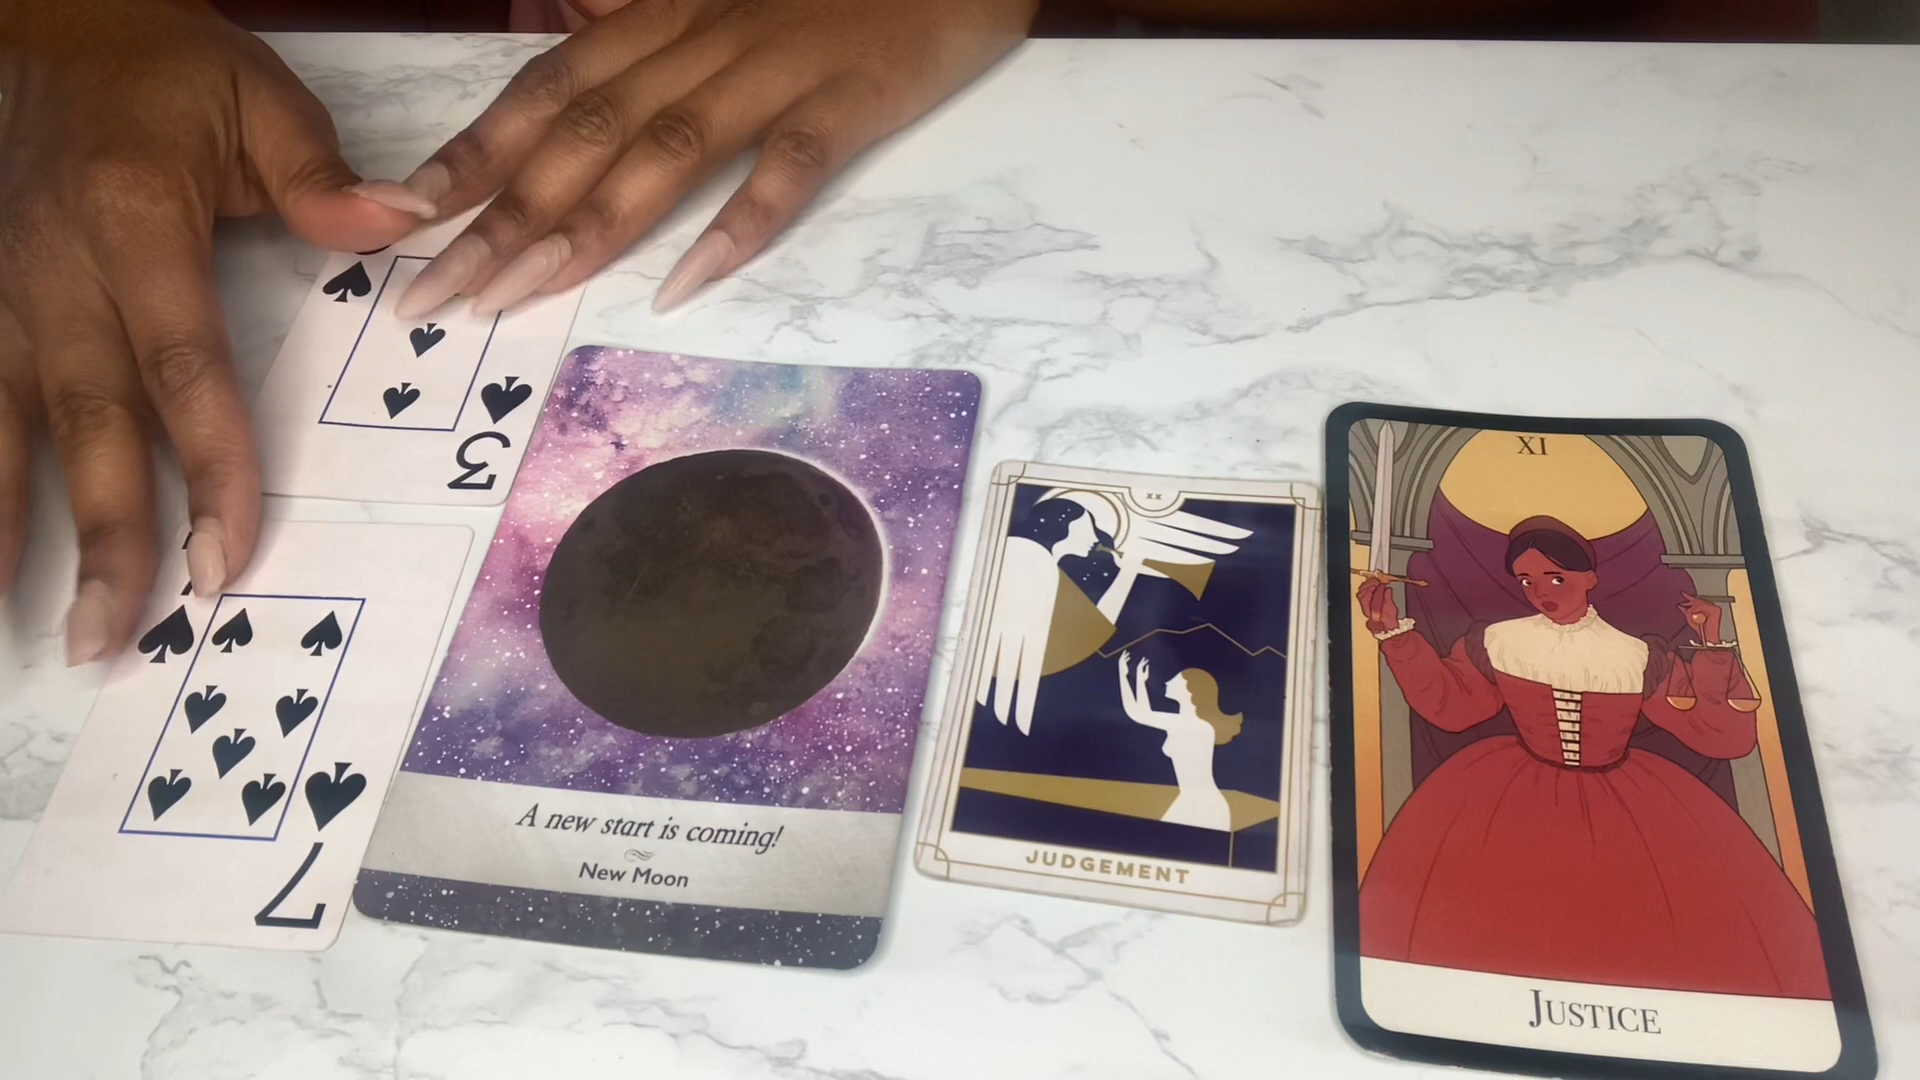 3
7
A new start is coming!
New Moon
XX
JUDGEMENT
XI
JUSTICE